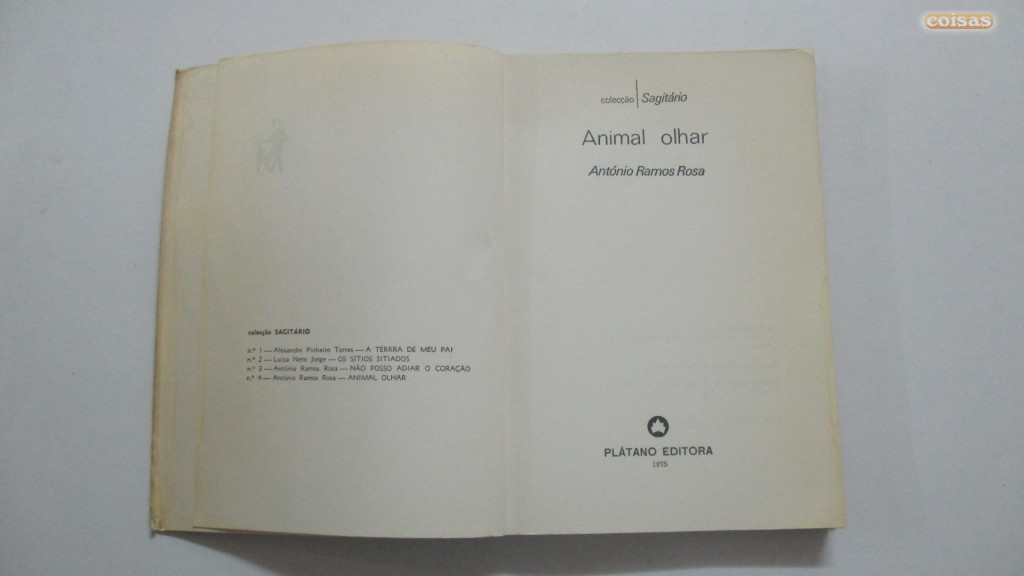 coisas
colecção SAGITÁRIO
n.º 1 — Alexandre Pinheiro Torres — A TERRRA DE MEU PAI
n.º 2 — Luiza Neto Jorge — OS SÍTIOS SITIADOS
n.º 3 — António Ramos Rosa — NÃO POSSO ADIAR O CORAÇÃO
n.º 4 — António Ramos Rosa — ANIMAL OLHAR
colecção Sagitário
Animal olhar
António Ramos Rosa
PLÁTANO EDITORA
1975